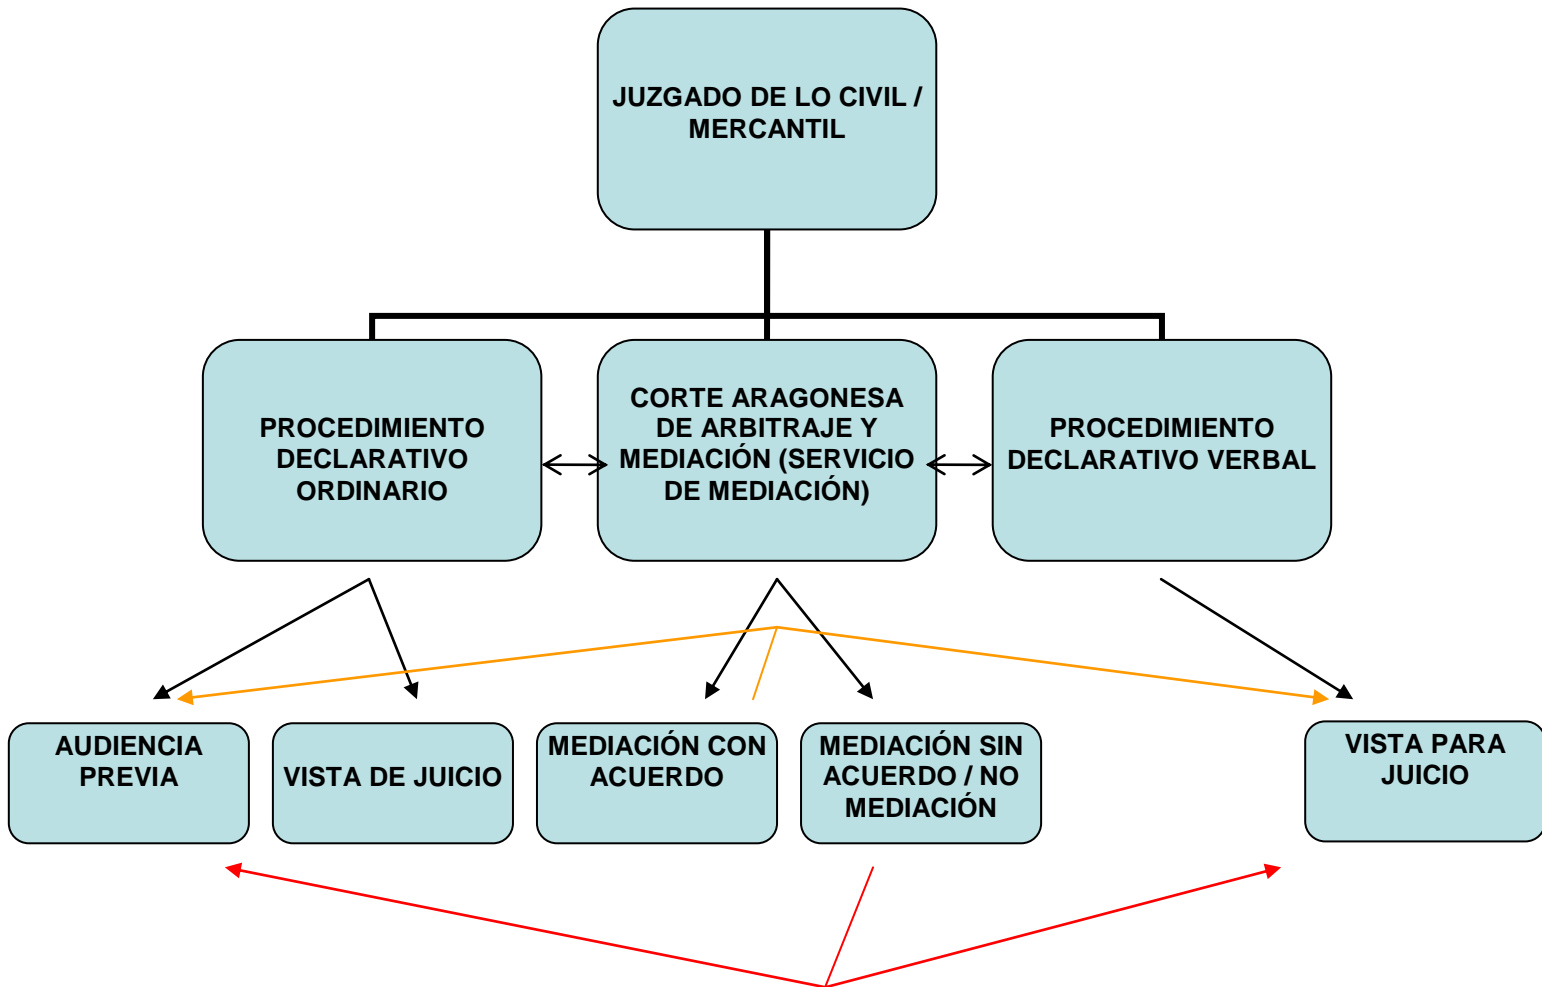 JUZGADO DE LO CIVIL /
MERCANTIL
PROCEDIMIENTO
DECLARATIVO
ORDINARIO
CORTE ARAGONESA
DE ARBITRAJE Y
MEDIACIÓN (SERVICIO
DE MEDIACIÓN)
PROCEDIMIENTO
DECLARATIVO VERBAL
AUDIENCIA
PREVIA
VISTA DE JUICIO
MEDIACIÓN CON
ACUERDO
MEDIACIÓN SIN
ACUERDO / NO
MEDIACIÓN
VISTA PARA
JUICIO